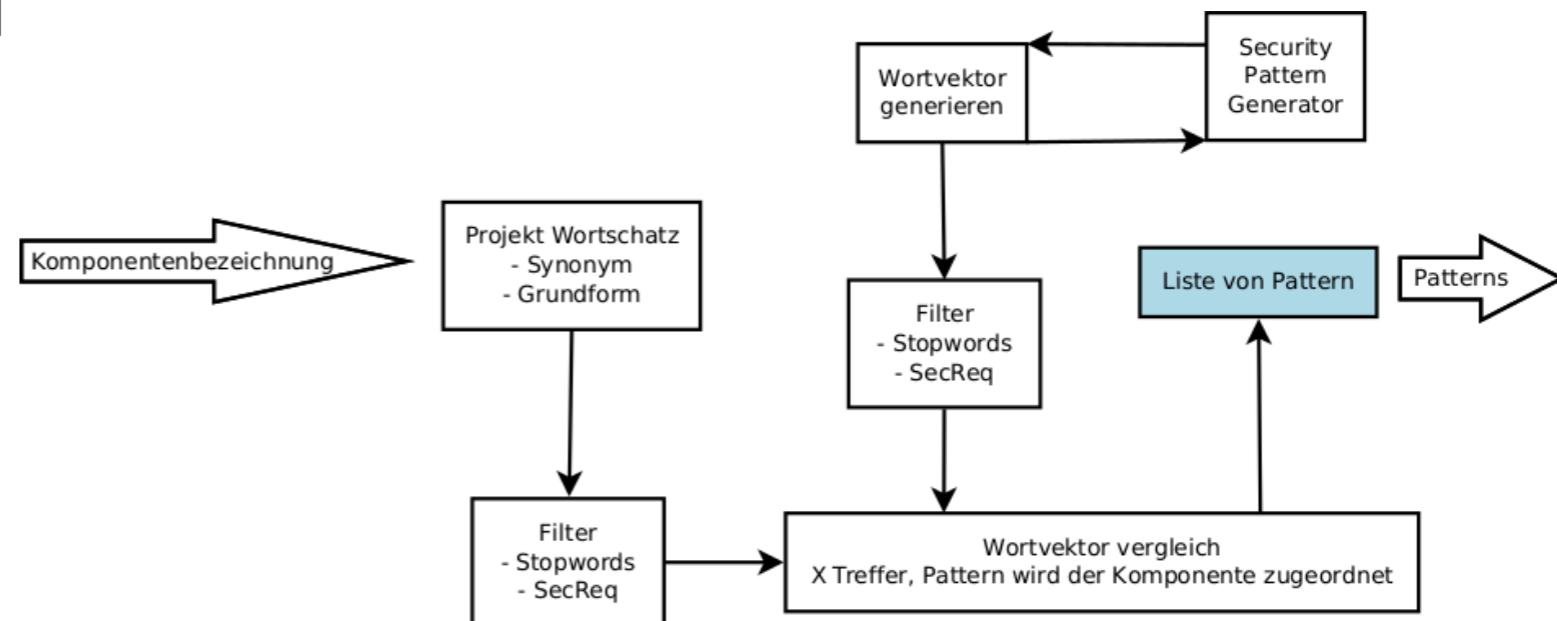 Wortvektor
generieren
Security
Pattern
Generator
Komponentenbezeichnung
Projekt Wortschatz
- Synonym
- Grundform
Filter
- Stopwords
- SecReq
Liste von Pattern
Patterns
Filter
- Stopwords
- SecReq
Wortvektor vergleich
X Treffer, Pattern wird der Komponente zugeordnet